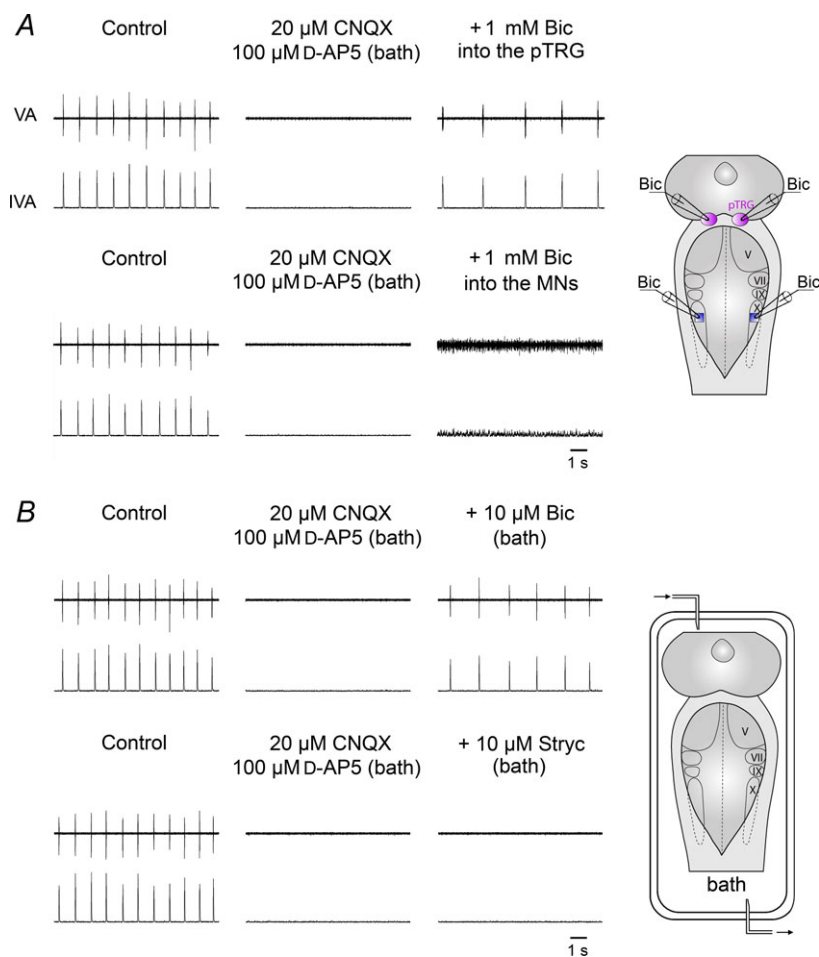 A
Control
20 µM CNQX
100 µM D-AP5 (bath)
+ 1 mM Bic
into the pTRG
VA
IVA
Control
20 µM CNQX
100 µM D-AP5 (bath)
+ 1 mM Bic
into the MNs
1 s
Bic
Bic
pTRG
V
Bic
Bic
VII
IX
X
B
Control
20 µM CNQX
100 µM D-AP5 (bath)
+ 10 µM Bic
(bath)
Control
20 µM CNQX
100 µM D-AP5 (bath)
+ 10 µM Stryc
(bath)
1 s
V
VII
IX
X
bath